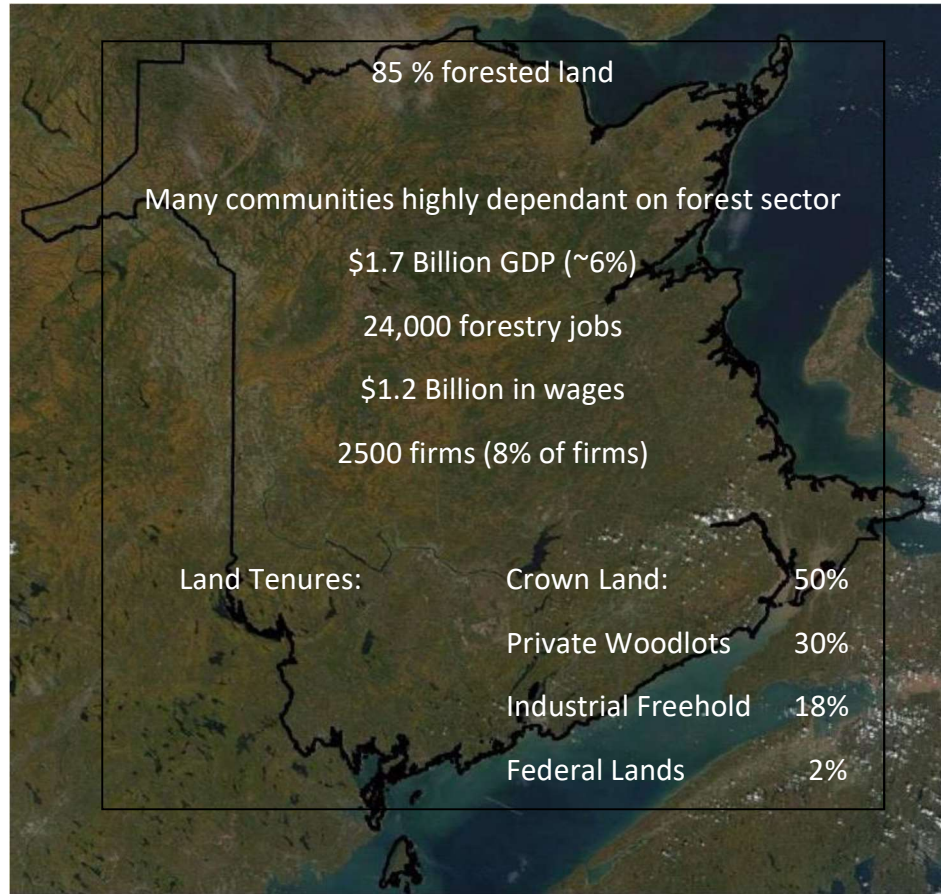 85 % forested land
Many communities highly dependant on forest sector
$1.7 Billion GDP (~6%)
24,000 forestry jobs
$1.2 Billion in wages
2500 firms (8% of firms)
Land Tenures: Crown Land: 50%
Private Woodlots 30%
Industrial Freehold 18%
Federal Lands 2%